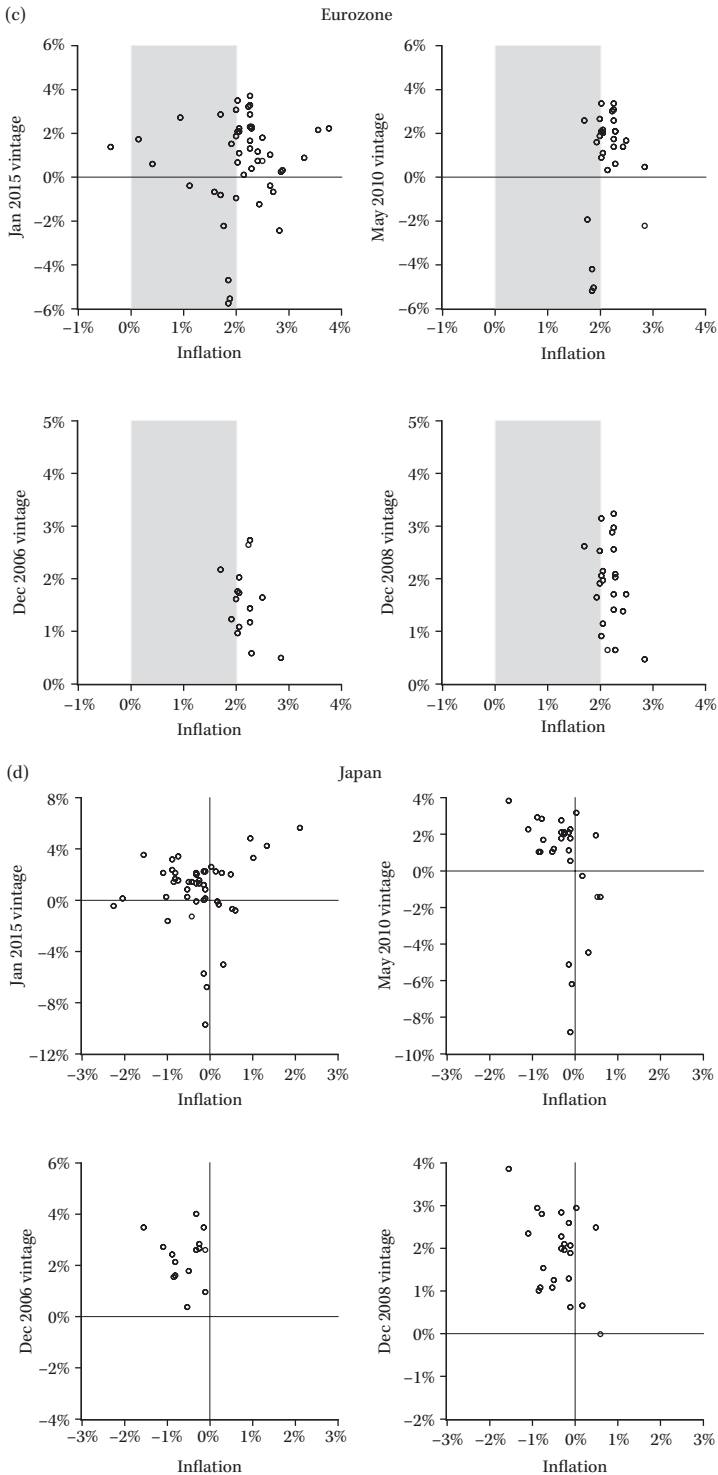 (c)
Eurozone
6%
4%
2%
0%
−2%
−4%
−6%
Jan 2015 vintage
−1% 0% 1% 2% 3% 4%
Inflation
6%
4%
2%
0%
−2%
−4%
−6%
May 2010 vintage
−1% 0% 1% 2% 3% 4%
Inflation
5%
4%
3%
2%
1%
0%
Dec 2006 vintage
−1% 0% 1% 2% 3% 4%
Inflation
5%
4%
3%
2%
1%
0%
Dec 2008 vintage
−1% 0% 1% 2% 3% 4%
Inflation
(d)
Japan
8%
4%
0%
−4%
−8%
−12%
Jan 2015 vintage
−3% −2% −1% 0% 1% 2% 3%
Inflation
4%
2%
0%
−2%
−4%
−6%
−8%
−10%
May 2010 vintage
−3% −2% −1% 0% 1% 2% 3%
Inflation
6%
4%
2%
0%
−2%
−4%
Dec 2006 vintage
−3% −2% −1% 0% 1% 2% 3%
Inflation
4%
3%
2%
1%
0%
−1%
−2%
Dec 2008 vintage
−3% −2% −1% 0% 1% 2% 3%
Inflation